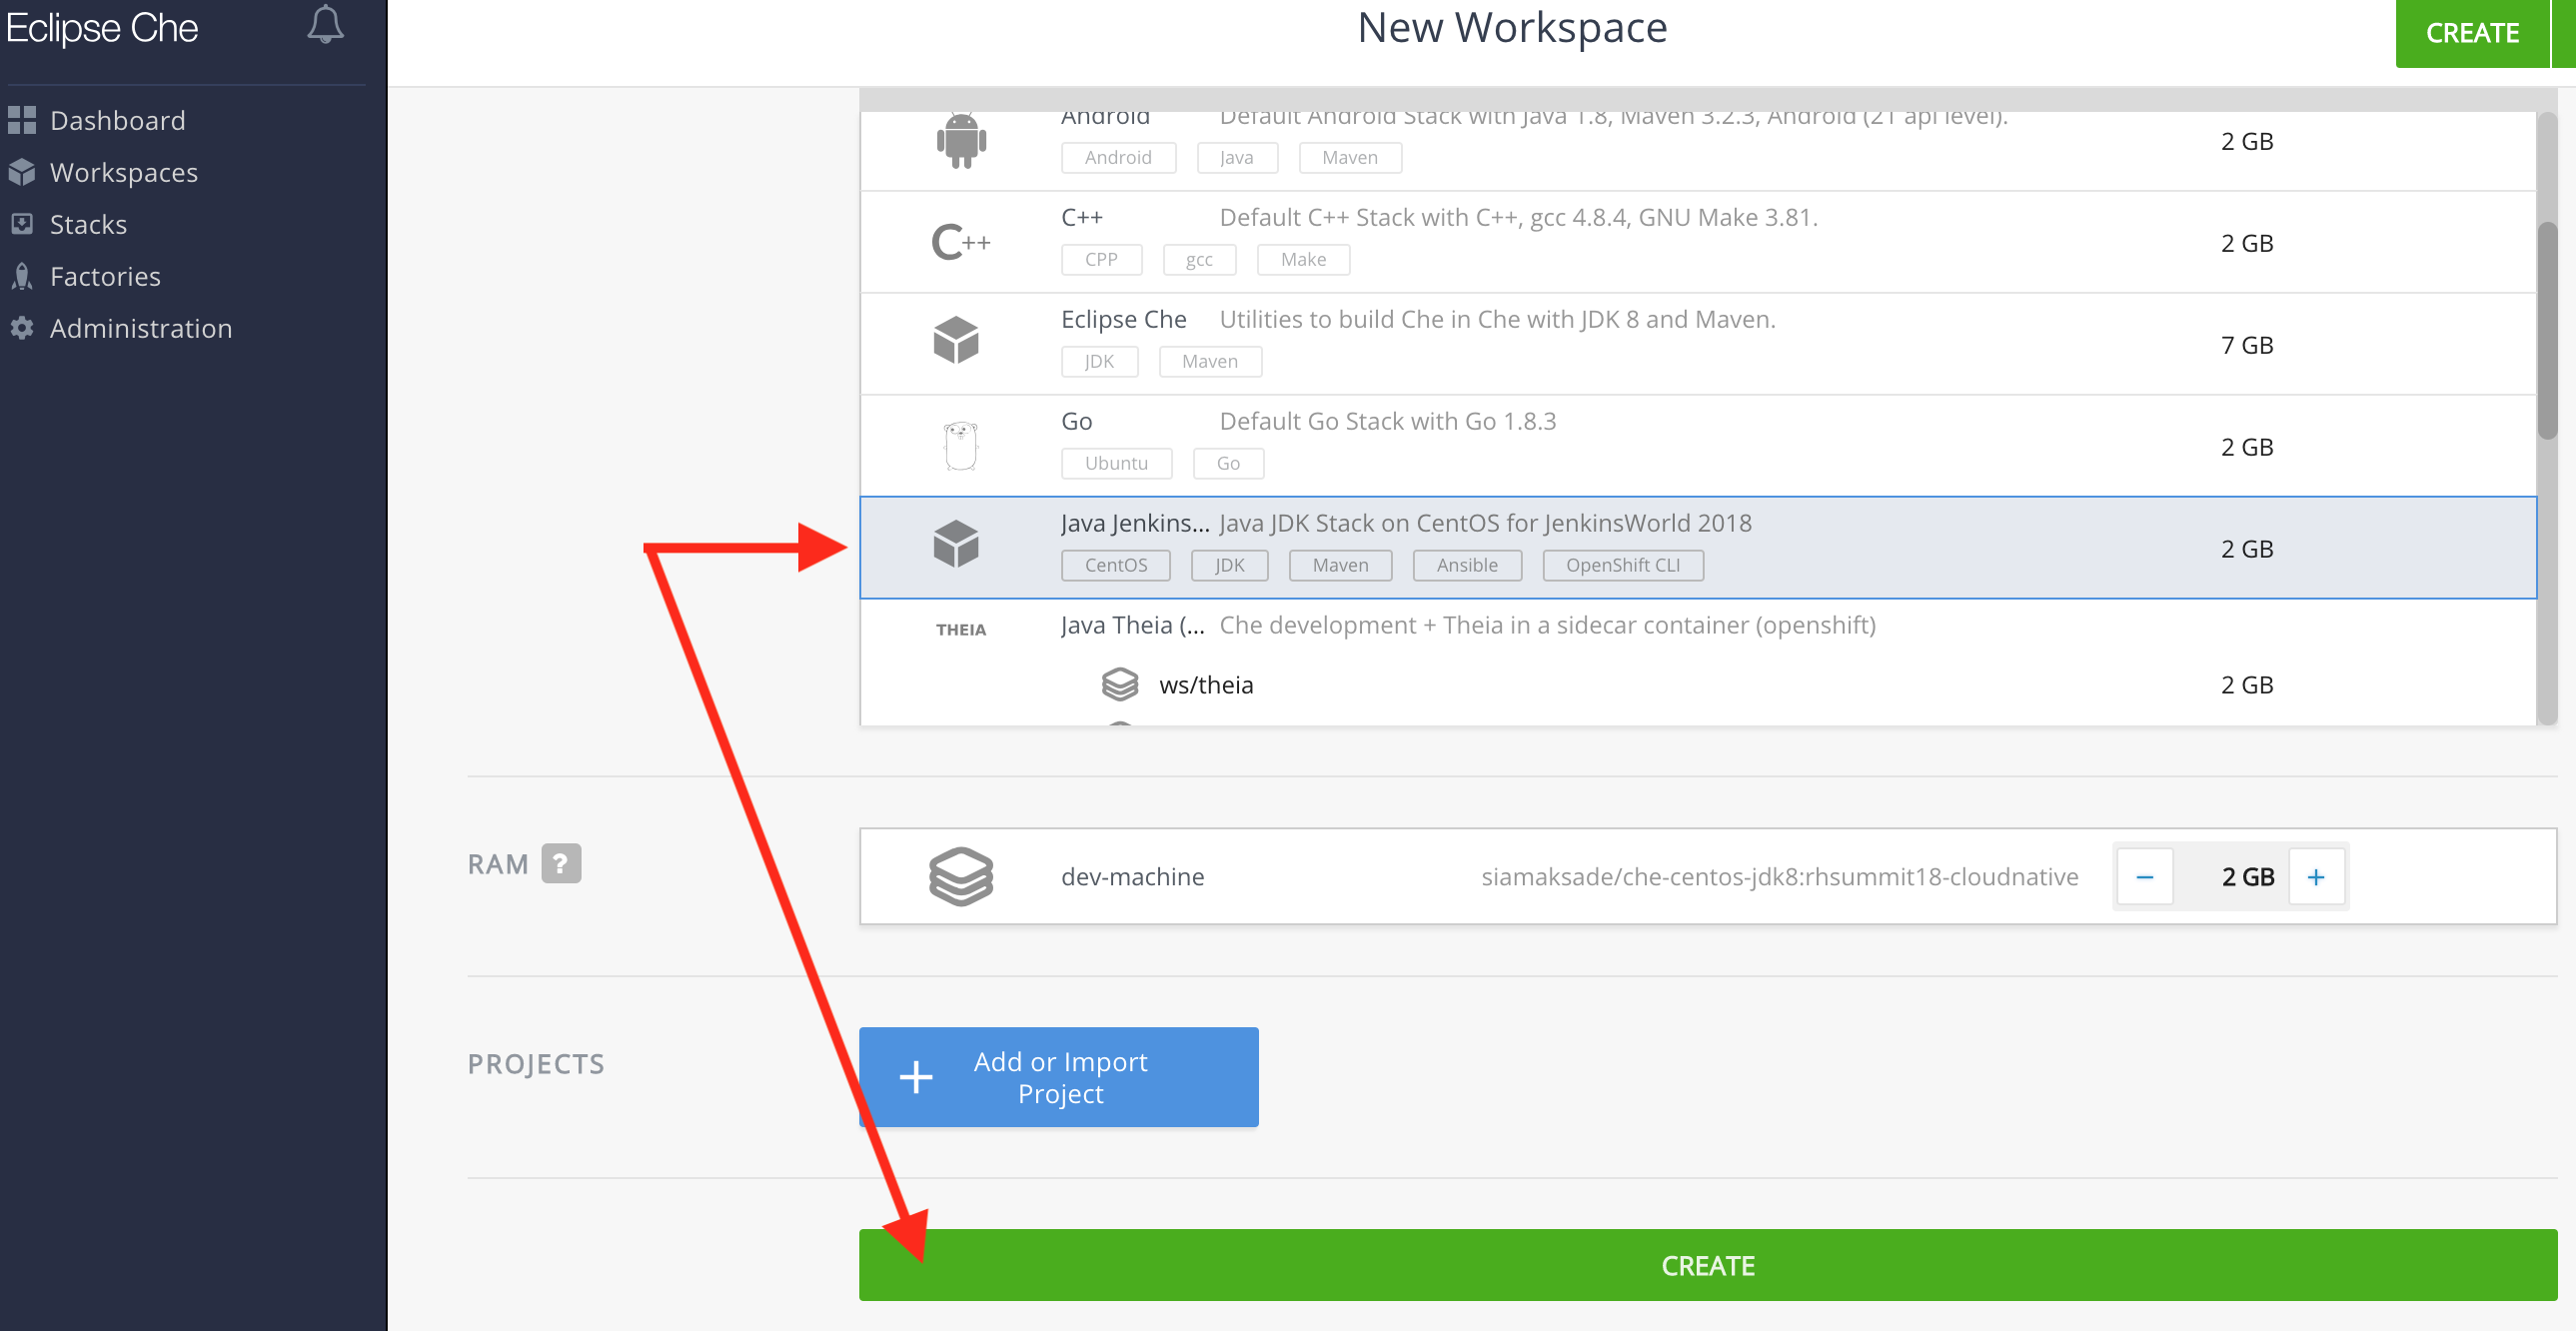 Eclipse Che
New Workspace
CREATE
Dashboard
Workspaces
Stacks
Factories
Administration
Android Default Android Stack with Java 1.8, Maven 3.2.3, Android (21 api level).
2 GB
Android Java Maven
C++
C++ Default C++ Stack with C++, gcc 4.8.4, GNU Make 3.81.
2 GB
CPP gcc Make
Eclipse Che Utilities to build Che in Che with JDK 8 and Maven.
7 GB
JDK Maven
Go Default Go Stack with Go 1.8.3
2 GB
Ubuntu Go
Java Jenkins... Java JDK Stack on CentOS for JenkinsWorld 2018
2 GB
CentOS JDK Maven Ansible OpenShift CLI
THEIA Java Theia (... Che development + Theia in a sidecar container (openshift)
ws/theia 2 GB
RAM ?
dev-machine siamaksade/che-centos-jdk8:rhsummit18-cloudnative − 2 GB +
PROJECTS
+ Add or Import
Project
CREATE